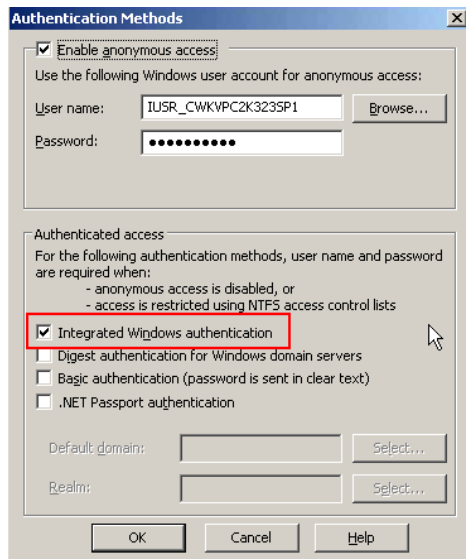 Authentication Methods
Enable anonymous access
Use the following Windows user account for anonymous access:
User name: IUSR_CWKVPC2K323SP1 Browse...
Password: ●●●●●●●●●●
Authenticated access
For the following authentication methods, user name and password
are required when:
- anonymous access is disabled, or
- access is restricted using NTFS access control lists
Integrated Windows authentication
Digest authentication for Windows domain servers
Basic authentication (password is sent in clear text)
.NET Passport authentication
Default domain: Select...
Realm: Select...
OK Cancel Help